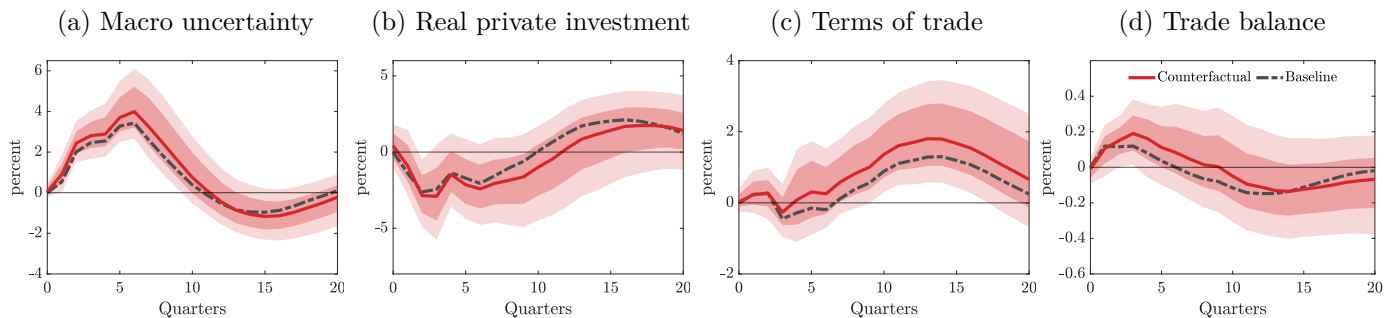 (a) Macro uncertainty
percent
6
4
2
0
-2
-4
0 5 10 15 20
Quarters
(b) Real private investment
percent
5
0
-5
0 5 10 15 20
Quarters
(c) Terms of trade
percent
4
2
0
-2
0 5 10 15 20
Quarters
(d) Trade balance
Counterfactual Baseline
percent
0.6
0.4
0.2
0
-0.2
-0.4
-0.6
0 5 10 15 20
Quarters